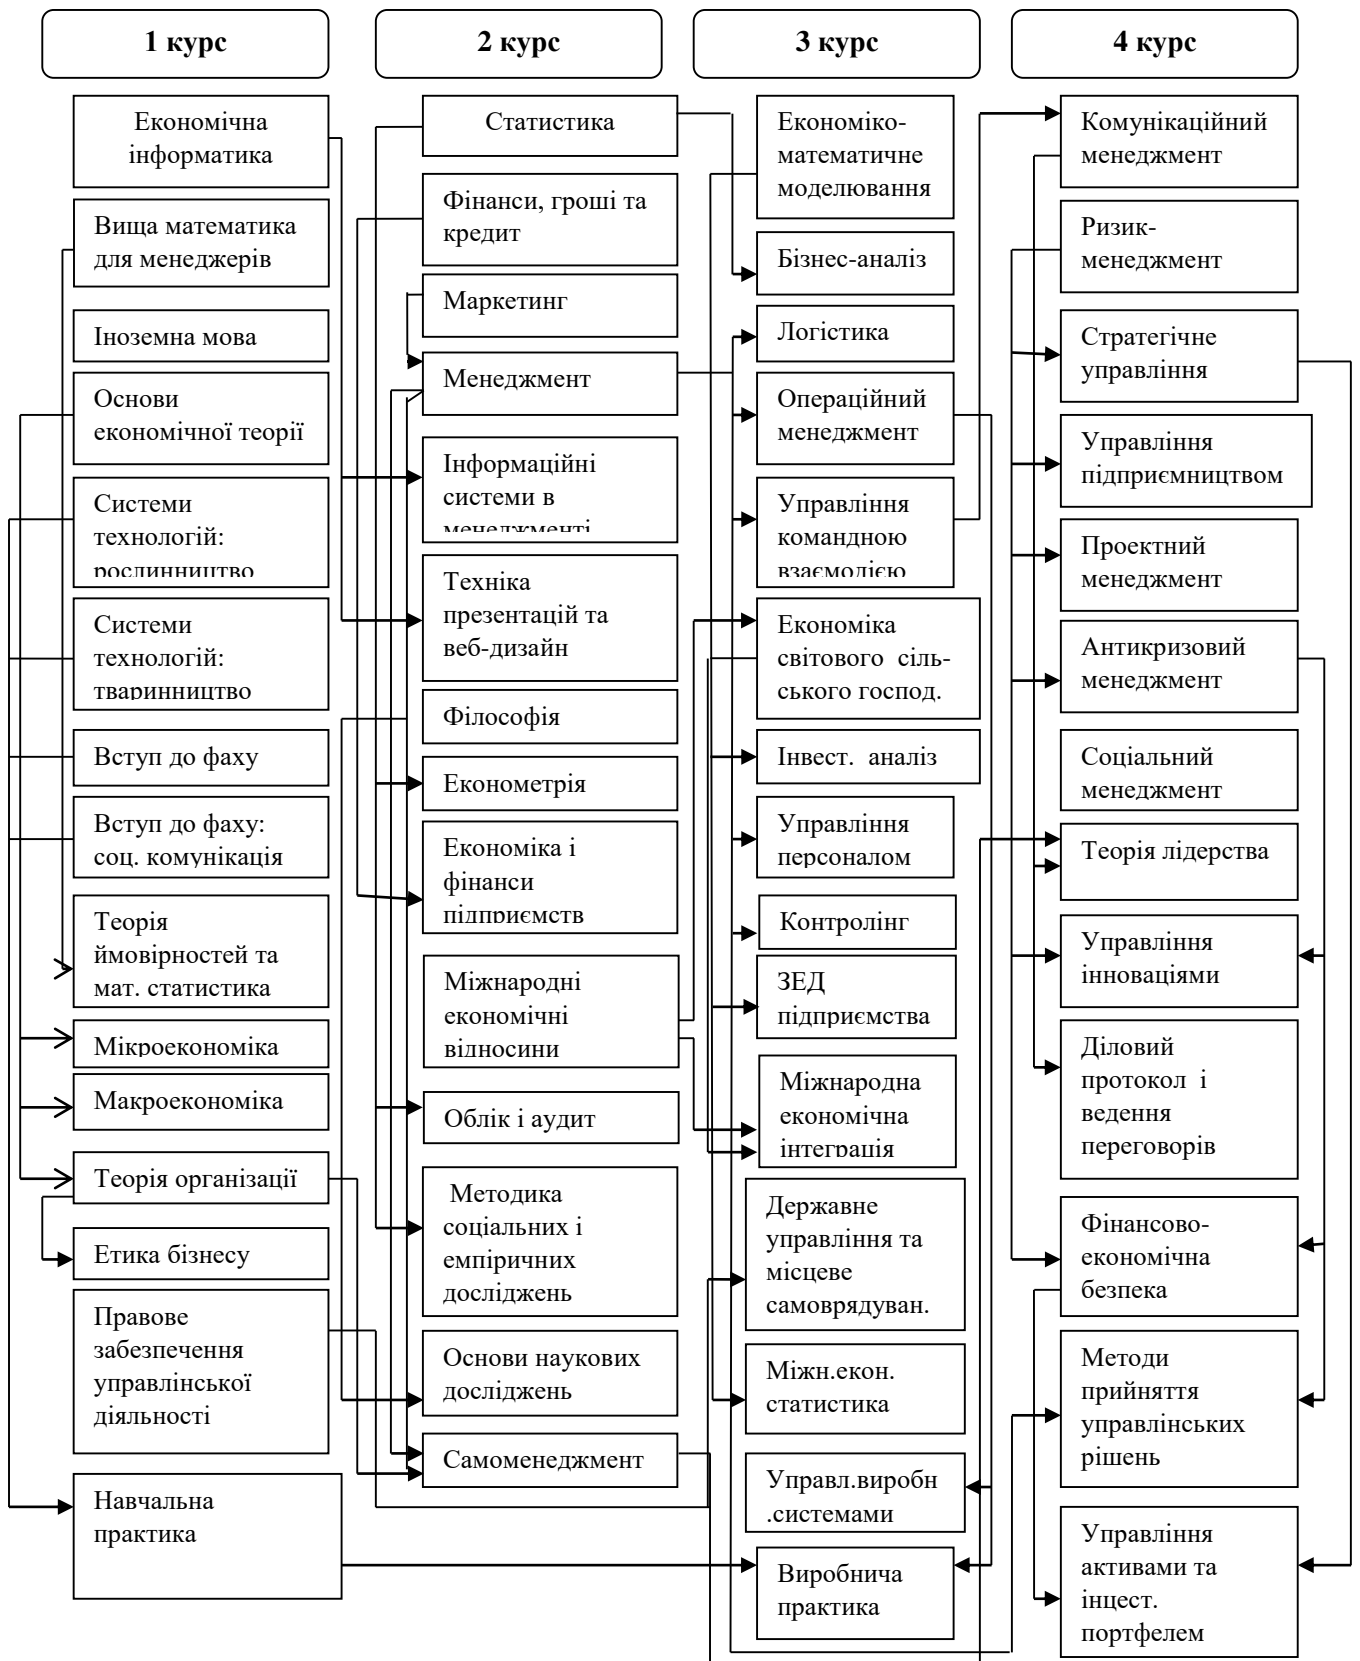 1 курс
2 курс
3 курс
4 курс
Економічна
інформатика
Вища математика
для менеджерів
Іноземна мова
Основи
економічної теорії
Системи
технологій:
рослинництво
Системи
технологій:
тваринництво
Вступ до фаху
Вступ до фаху:
соц. комунікація
Теорія
ймовірностей та
мат. статистика
Мікроекономіка
Макроекономіка
Теорія організації
Етика бізнесу
Правове
забезпечення
управлінської
діяльності
Навчальна
практика
Статистика
Фінанси, гроші та
кредит
Маркетинг
Менеджмент
Інформаційні
системи в
менеджменті
Техніка
презентацій та
веб-дизайн
Філософія
Економетрія
Економіка і
фінанси
підприємств
Міжнародні
економічні
відносини
Облік і аудит
Методика
соціальних і
емпіричних
досліджень
Основи наукових
досліджень
Самоменеджмент
Економіко-
математичне
моделювання
Бізнес-аналіз
Логістика
Операційний
менеджмент
Управління
командною
взаємодією
Економіка
світового сіль-
ського господ.
Інвест. аналіз
Управління
персоналом
Контролінг
ЗЕД
підприємства
Міжнародна
економічна
інтеграція
Державне
управління та
місцеве
самоврядуван.
Міжн.екон.
статистика
Управл.виробн
.системами
Виробнича
практика
Комунікаційний
менеджмент
Ризик-
менеджмент
Стратегічне
управління
Управління
підприємництвом
Проектний
менеджмент
Антикризовий
менеджмент
Соціальний
менеджмент
Теорія лідерства
Управління
інноваціями
Діловий
протокол і
ведення
переговорів
Фінансово-
економічна
безпека
Методи
прийняття
управлінських
рішень
Управління
активами та
інцест.
портфелем